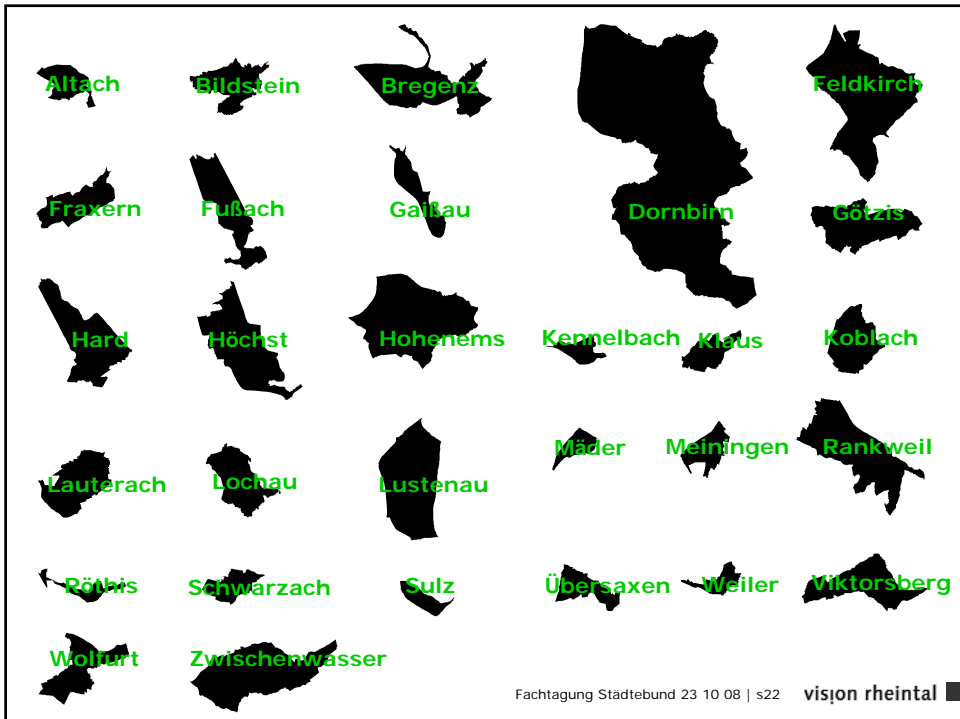 Altach Bildstein Bregenz Feldkirch
Fraxern Fußach Gaißau Dornbirn Götzis
Hard Höchst Hohenems Kennelbach Klaus Koblach
Lauterach Lochau Lustenau Mäder Meiningen Rankweil
Röthis Schwarzach Sulz Übersaxen Weiler Viktorsberg
Wolfurt Zwischenwasser
Fachtagung Städtebund 23 10 08 | s22 vision rheintal